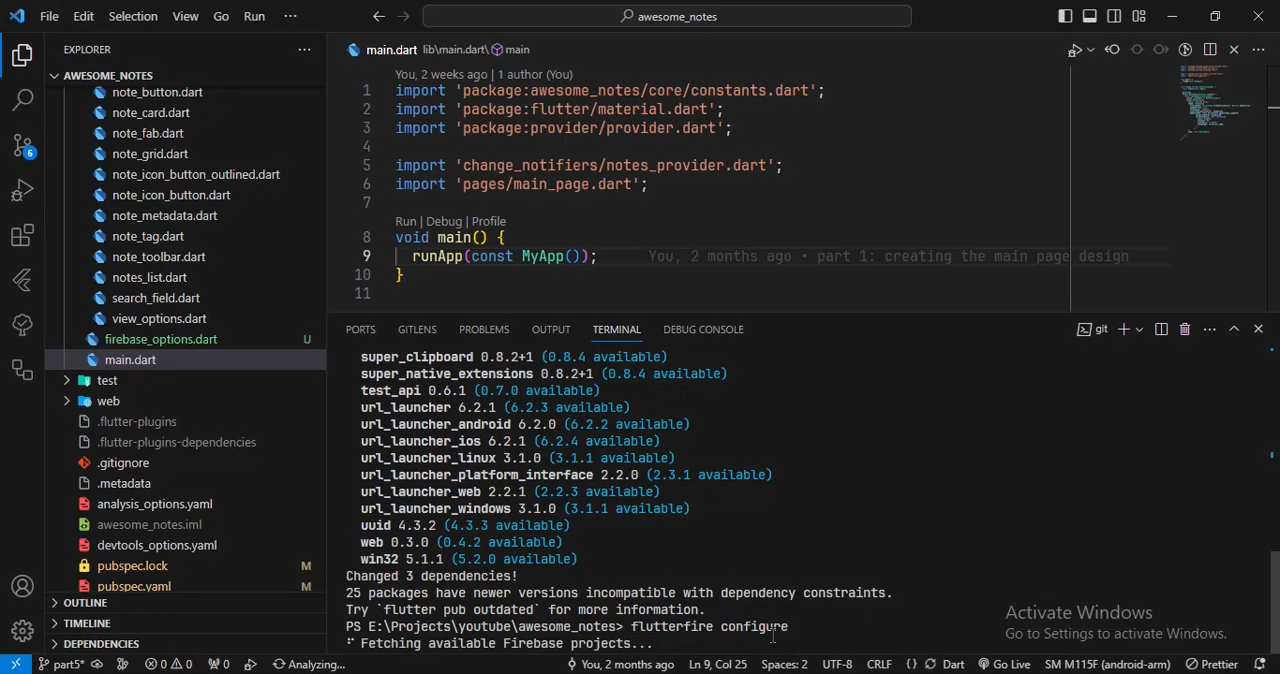 File Edit Selection View Go Run ··· awesome_notes
EXPLORER
AWESOME_NOTES
note_button.dart
note_card.dart
note_fab.dart
note_grid.dart
note_icon_button_outlined.dart
note_icon_button.dart
note_metadata.dart
note_tag.dart
note_toolbar.dart
notes_list.dart
search_field.dart
view_options.dart
firebase_options.dart U
main.dart
test
web
.flutter-plugins
.flutter-plugins-dependencies
.gitignore
.metadata
analysis_options.yaml
awesome_notes.iml
devtools_options.yaml
pubspec.lock M
pubspec.yaml M
OUTLINE
TIMELINE
DEPENDENCIES
6
main.dart lib\main.dart\ main
You, 2 weeks ago | 1 author (You)
1 import 'package:awesome_notes/core/constants.dart';
2 import 'package:flutter/material.dart';
3 import 'package:provider/provider.dart';
4
5 import 'change_notifiers/notes_provider.dart';
6 import 'pages/main_page.dart';
7
Run | Debug | Profile
8 void main() {
9 runApp(const MyApp()); You, 2 months ago • part 1: creating the main page design
10 }
11
PORTS GITLENS PROBLEMS OUTPUT TERMINAL DEBUG CONSOLE git
super_clipboard 0.8.2+1 (0.8.4 available)
super_native_extensions 0.8.2+1 (0.8.4 available)
test_api 0.6.1 (0.7.0 available)
url_launcher 6.2.1 (6.2.3 available)
url_launcher_android 6.2.0 (6.2.2 available)
url_launcher_ios 6.2.1 (6.2.4 available)
url_launcher_linux 3.1.0 (3.1.1 available)
url_launcher_platform_interface 2.2.0 (2.3.1 available)
url_launcher_web 2.2.1 (2.2.3 available)
url_launcher_windows 3.1.0 (3.1.1 available)
uuid 4.3.2 (4.3.3 available)
web 0.3.0 (0.4.2 available)
win32 5.1.1 (5.2.0 available)
Changed 3 dependencies!
25 packages have newer versions incompatible with dependency constraints.
Try `flutter pub outdated` for more information.
PS E:\Projects\youtube\awesome_notes> flutterfire configure
Fetching available Firebase projects...
Activate Windows
Go to Settings to activate Windows.
part5* 0 0 0 Analyzing... You, 2 months ago Ln 9, Col 25 Spaces: 2 UTF-8 CRLF {} Dart Go Live SM M115F (android-arm) Prettier